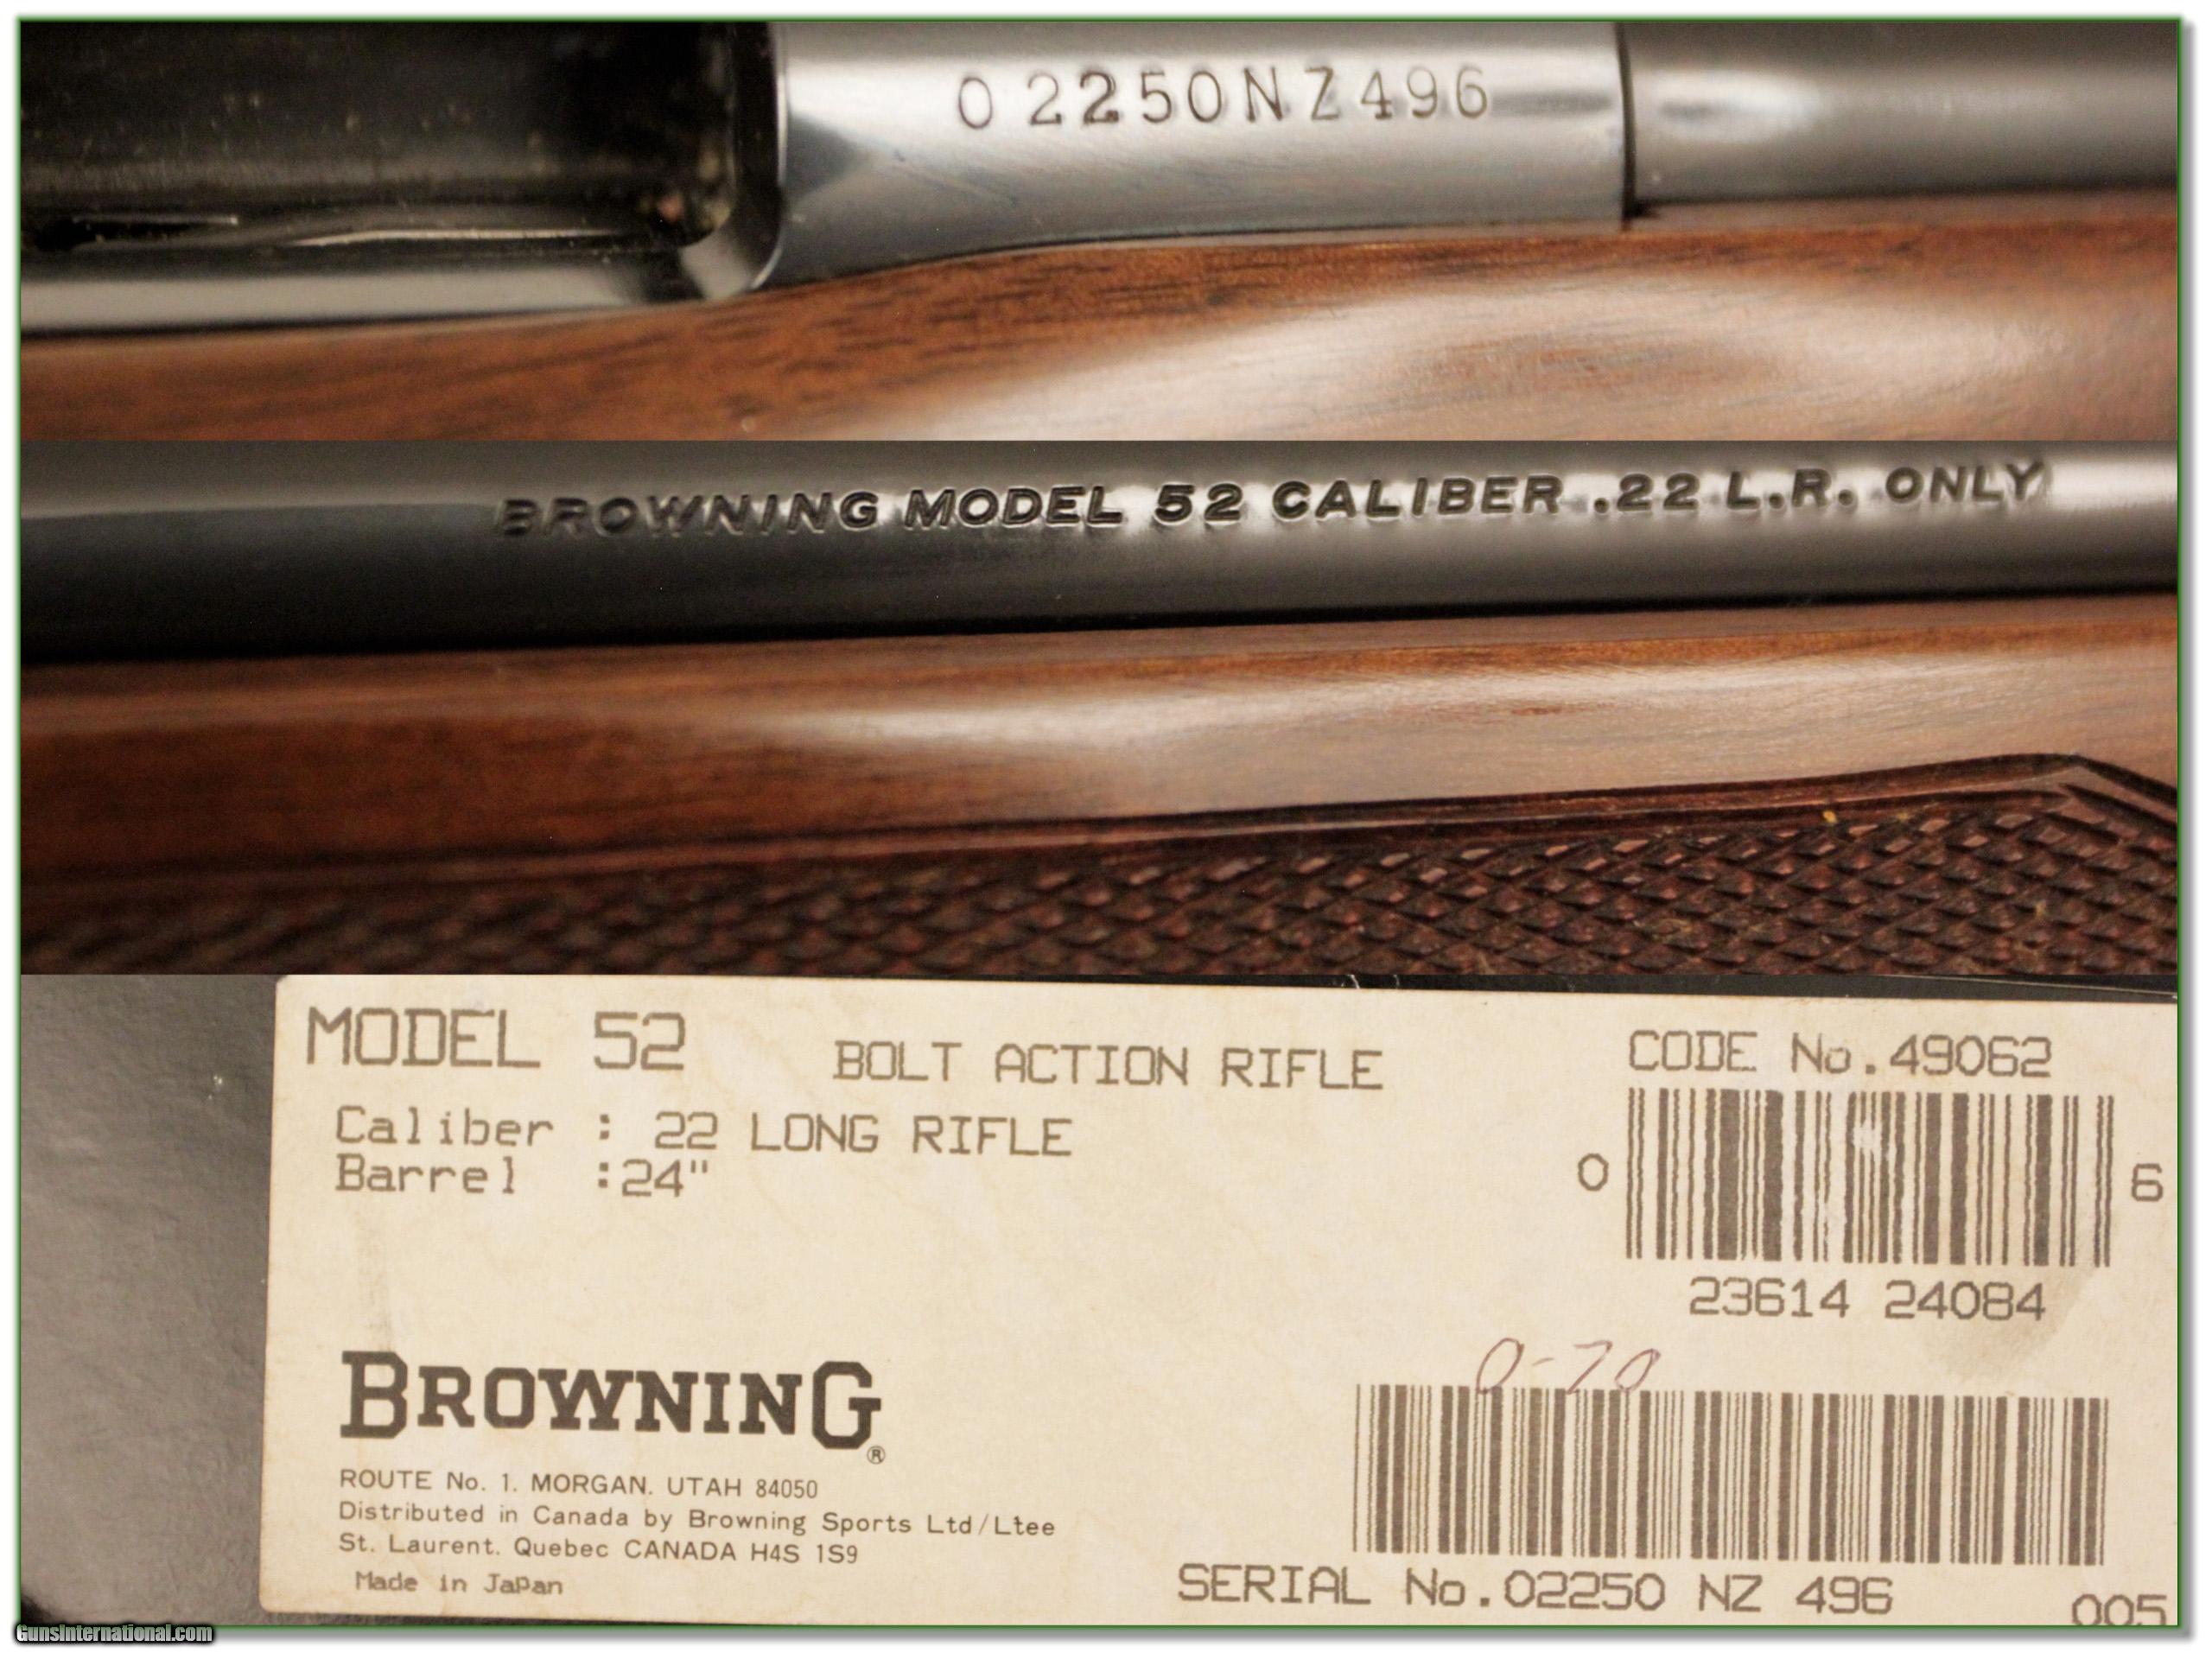 0 2250NZ496
BROWNING MODEL 52 CALIBER .22 L.R. ONLY
MODEL 52 BOLT ACTION RIFLE
CODE No.49062
Caliber : 22 LONG RIFLE
Barrel :24"
0 6
23614 24084
0-70
BROWNING®
ROUTE No. 1. MORGAN. UTAH 84050
Distributed in Canada by Browning Sports Ltd/Ltee
St. Laurent. Quebec CANADA H4S 1S9
Made in Japan
SERIAL No.02250 NZ 496
005
GunsInternational.com